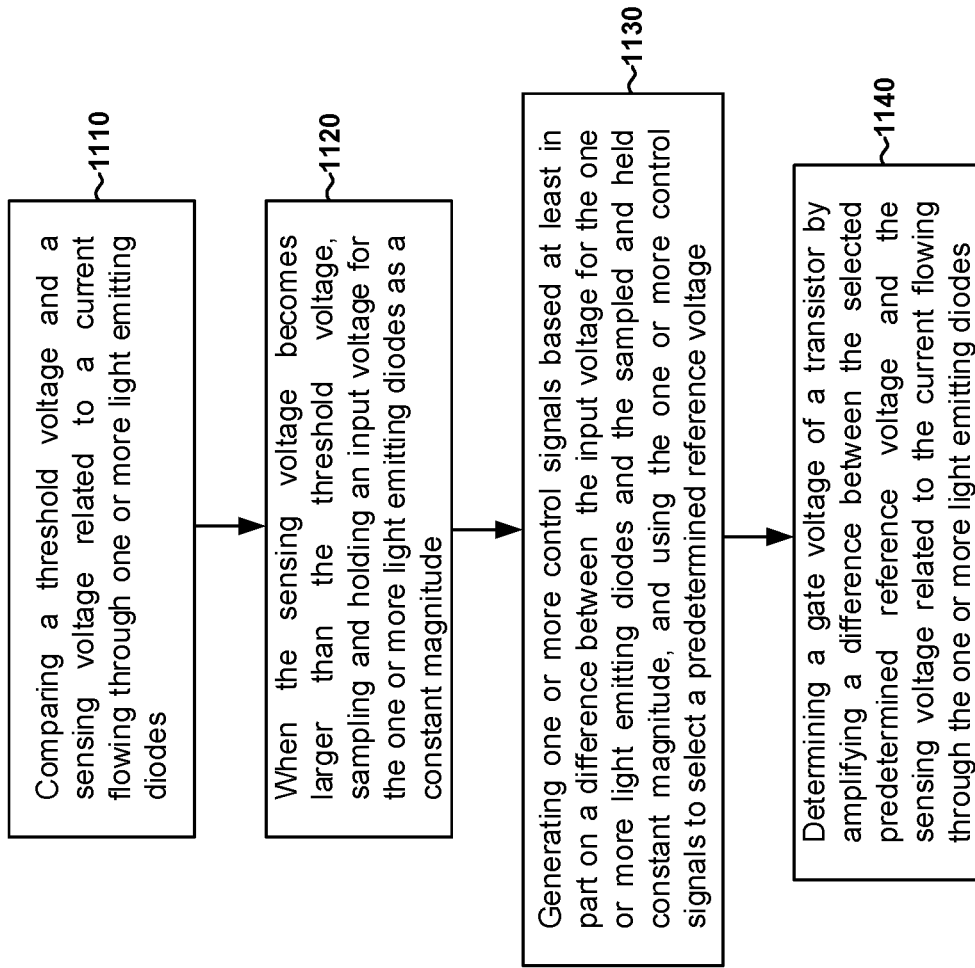 1110
Comparing a threshold voltage and a
sensing voltage related to a current
flowing through one or more light emitting
diodes
1120
When the sensing voltage becomes
larger than the threshold voltage,
sampling and holding an input voltage for
the one or more light emitting diodes as a
constant magnitude
1130
Generating one or more control signals based at least in
part on a difference between the input voltage for the one
or more light emitting diodes and the sampled and held
constant magnitude, and using the one or more control
signals to select a predetermined reference voltage
1140
Determining a gate voltage of a transistor by
amplifying a difference between the selected
predetermined reference voltage and the
sensing voltage related to the current flowing
through the one or more light emitting diodes